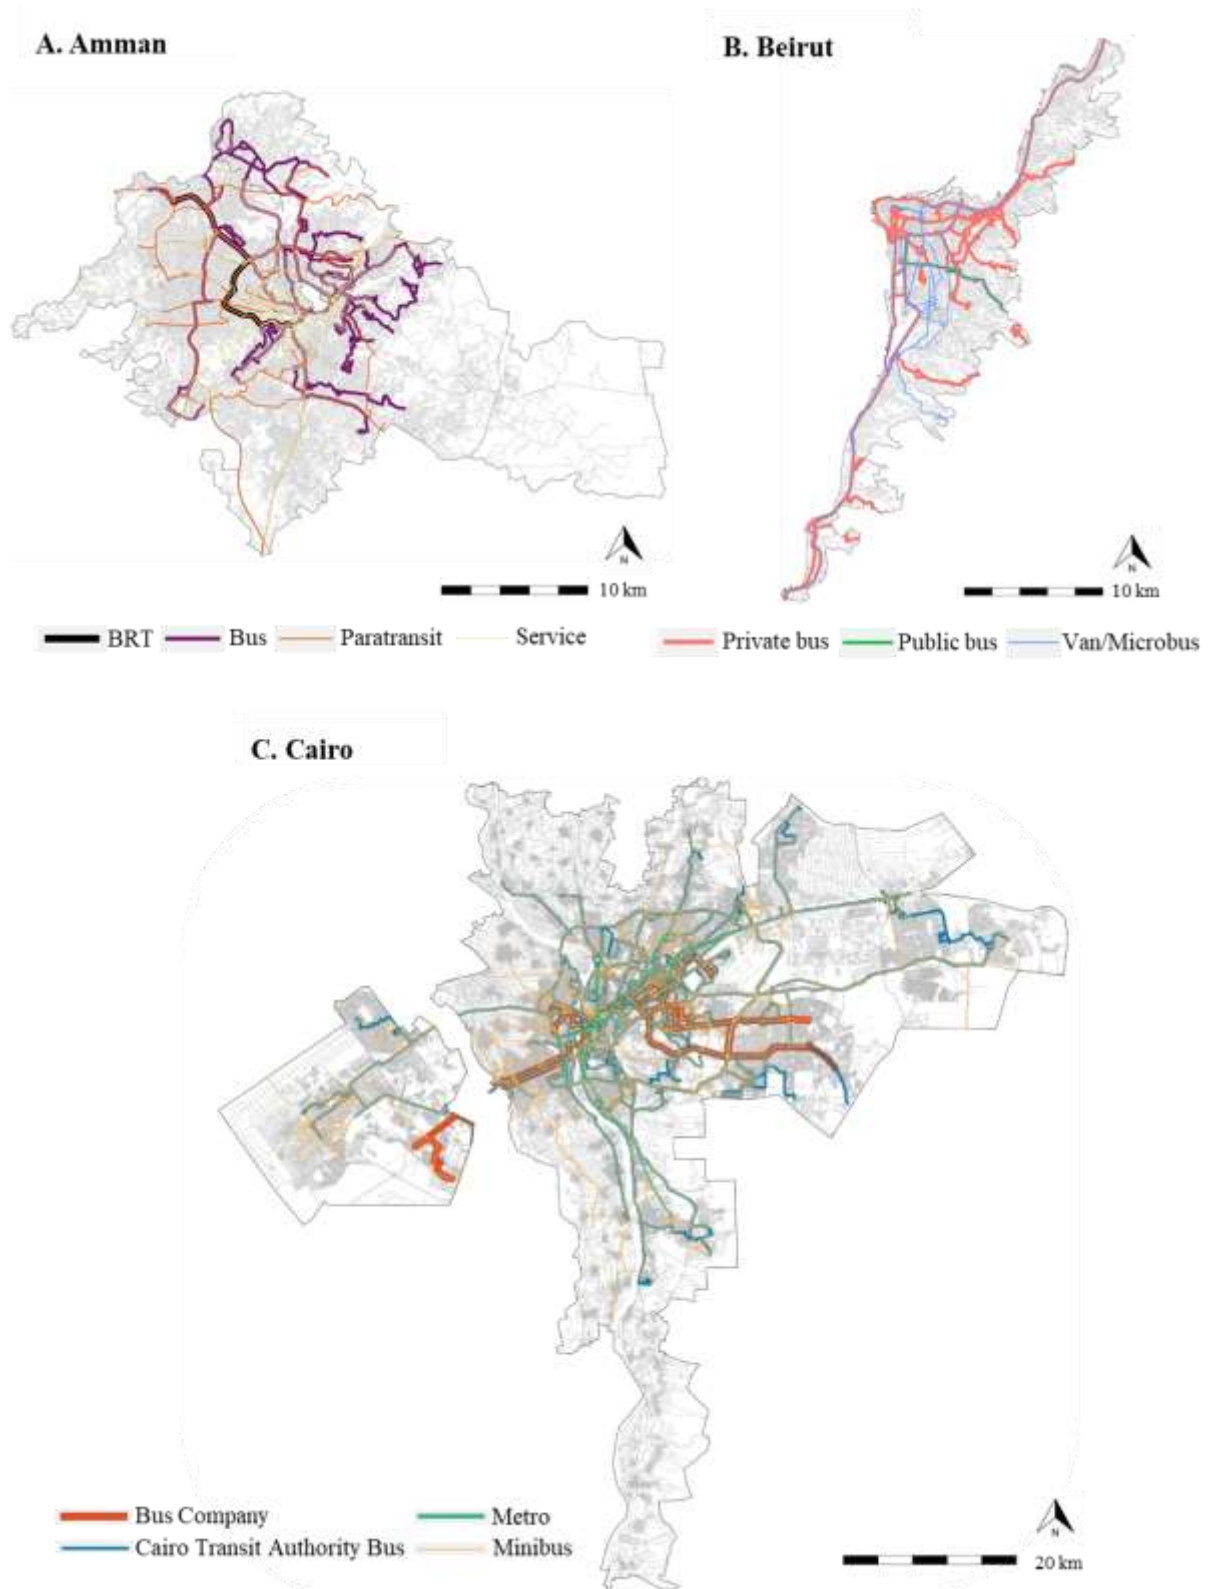 A. Amman
B. Beirut
N
10 km
N
10 km
BRT Bus Paratransit Service
Private bus Public bus Van/Microbus
C. Cairo
Bus Company Metro
Cairo Transit Authority Bus Minibus
N
20 km